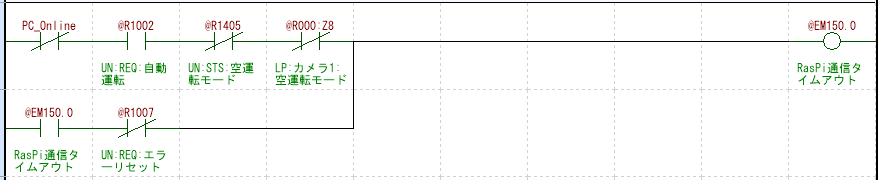 PC_Online
@R1002
@R1405
@R000:Z8
@EM150.0
UN:REQ:自動
運転
UN:STS:空運
転モード
LP:カメラ1:
空運転モード
RasPi通信タ
イムアウト
@EM150.0
@R1007
RasPi通信タ
イムアウト
UN:REQ:エラ
ーリセット